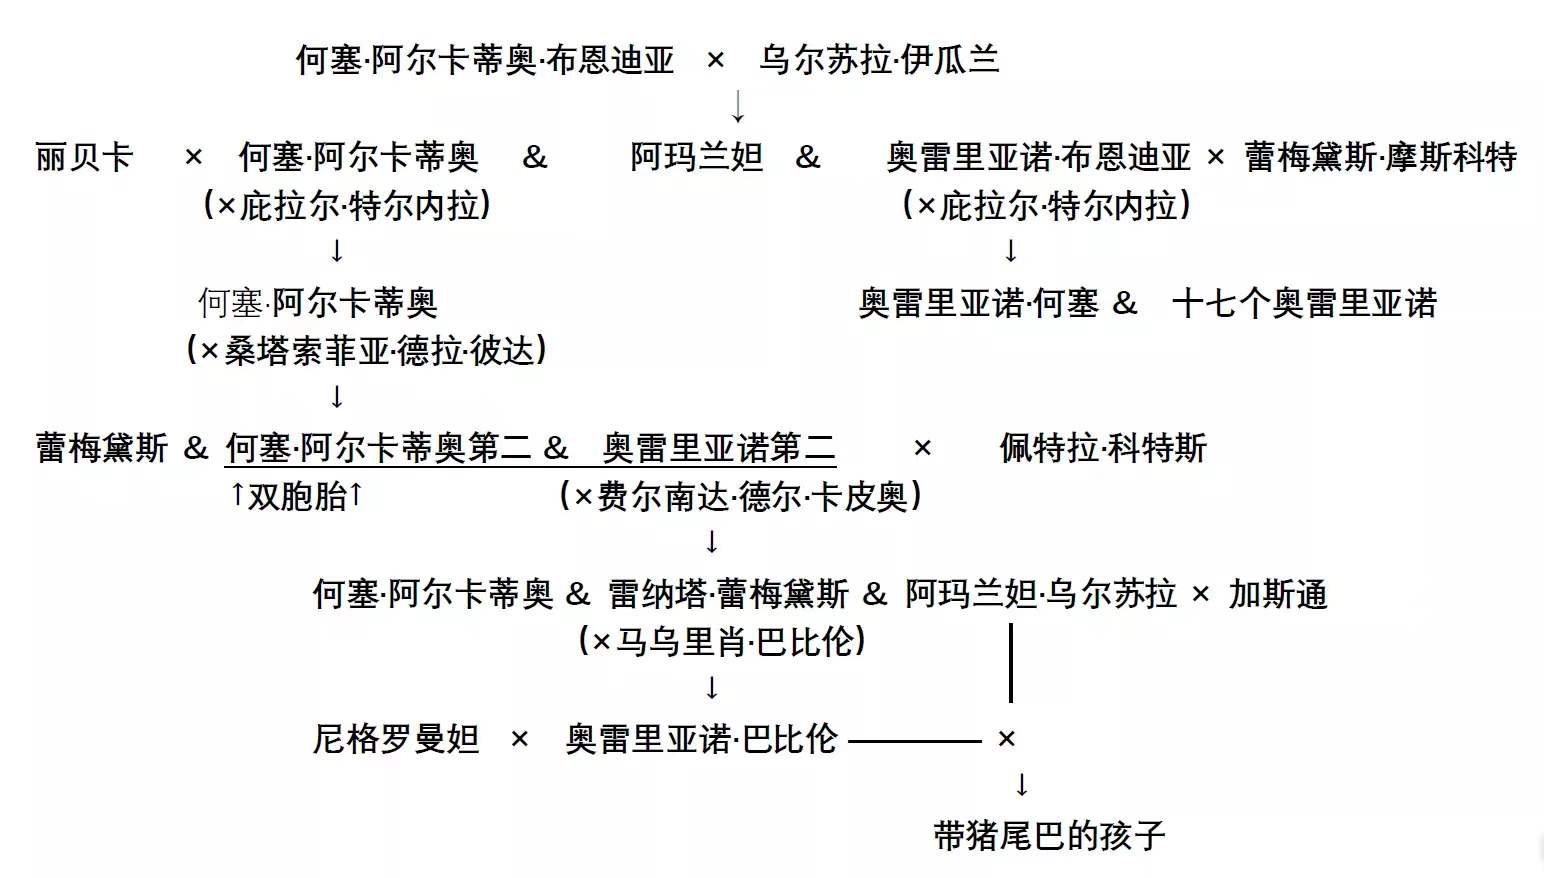 何塞·阿尔卡蒂奥·布恩迪亚 × 乌尔苏拉·伊瓜兰
↓
丽贝卡 × 何塞·阿尔卡蒂奥 & 阿玛兰妲 & 奥雷里亚诺·布恩迪亚 × 蕾梅黛斯·摩斯科特
(×庇拉尔·特尔内拉) (×庇拉尔·特尔内拉)
↓ ↓
何塞·阿尔卡蒂奥 奥雷里亚诺·何塞 & 十七个奥雷里亚诺
(×桑塔索菲亚·德拉·彼达)
↓
蕾梅黛斯 & 何塞·阿尔卡蒂奥第二 & 奥雷里亚诺第二 × 佩特拉·科特斯
↑双胞胎↑ (×费尔南达·德尔·卡皮奥)
↓
何塞·阿尔卡蒂奥 & 雷纳塔·蕾梅黛斯 & 阿玛兰妲·乌尔苏拉 × 加斯通
(×马乌里肖·巴比伦)
↓
尼格罗曼妲 × 奥雷里亚诺·巴比伦 ×
↓
带猪尾巴的孩子